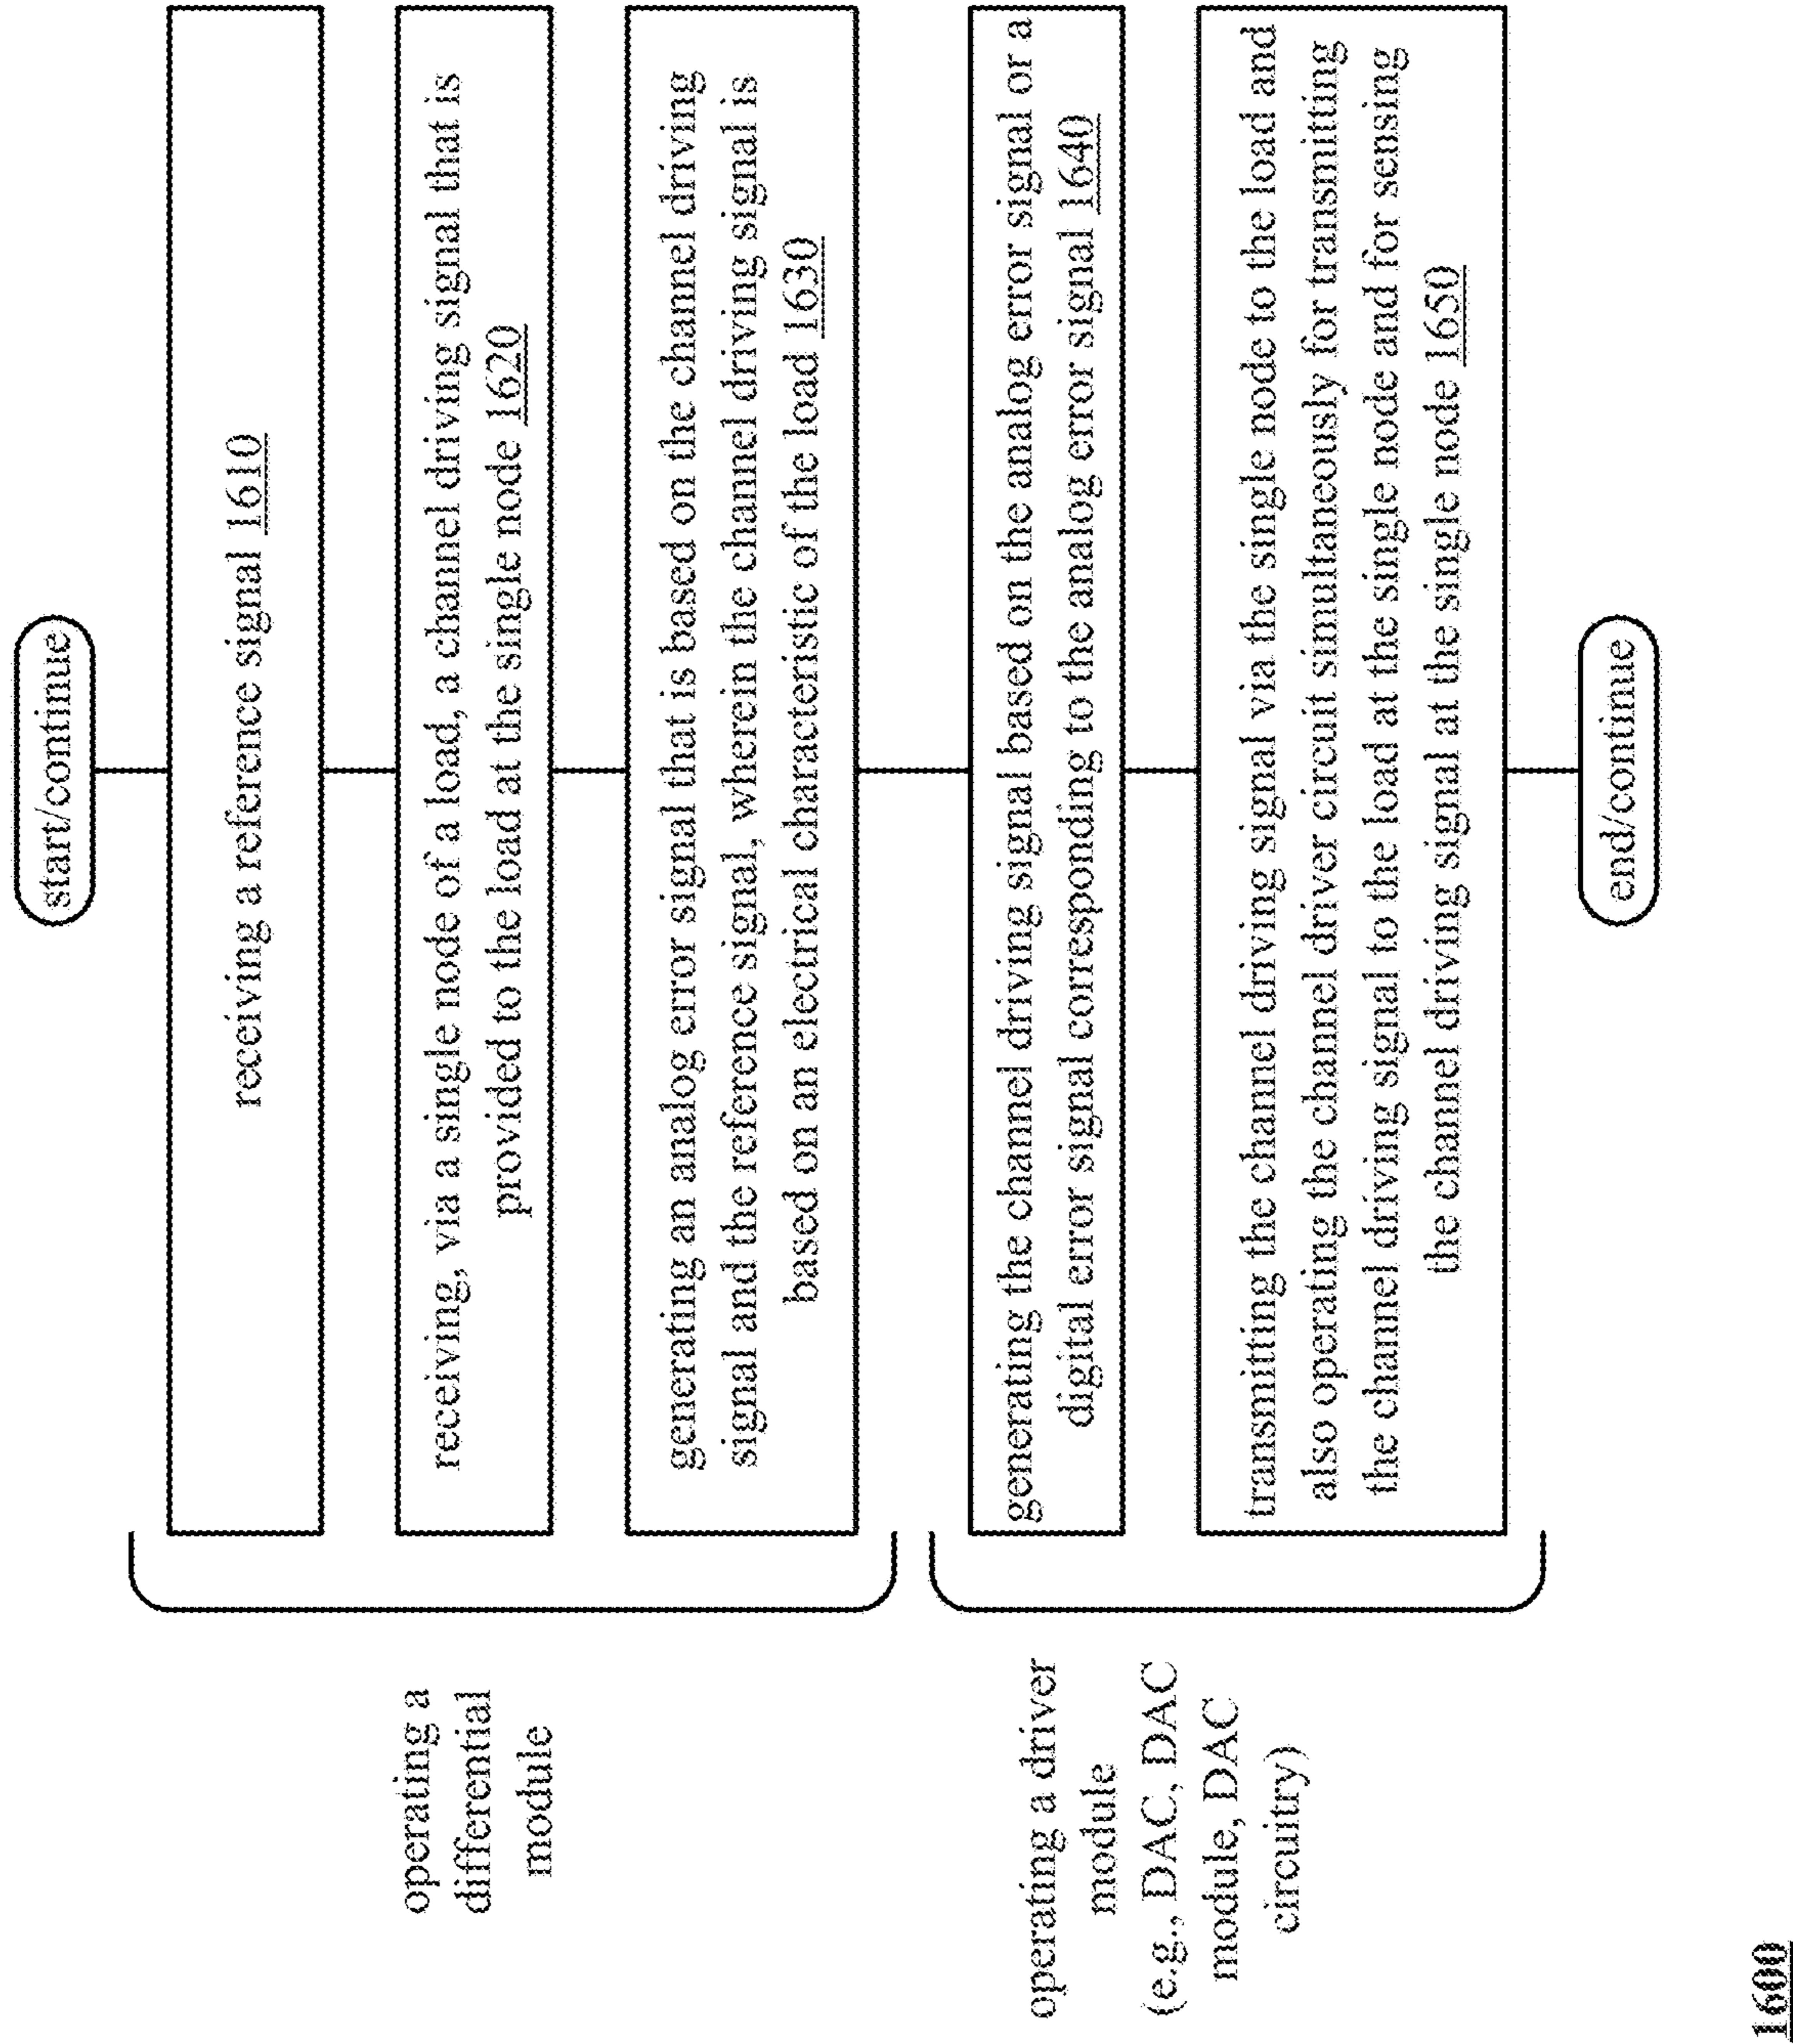 start/continue
receiving a reference signal 1610
receiving, via a single node of a load, a channel driving signal that is
provided to the load at the single node 1620
generating an analog error signal that is based on the channel driving
signal and the reference signal, wherein the channel driving signal is
based on an electrical characteristic of the load 1630
operating a
differential
module
generating the channel driving signal based on the analog error signal or a
digital error signal corresponding to the analog error signal 1640
transmitting the channel driving signal via the single node to the load and
also operating the channel driver circuit simultaneously for transmitting
the channel driving signal to the load at the single node and for sensing
the channel driving signal at the single node 1650
operating a driver
module
(e.g., DAC, DAC
module, DAC
circuitry)
end/continue
1600